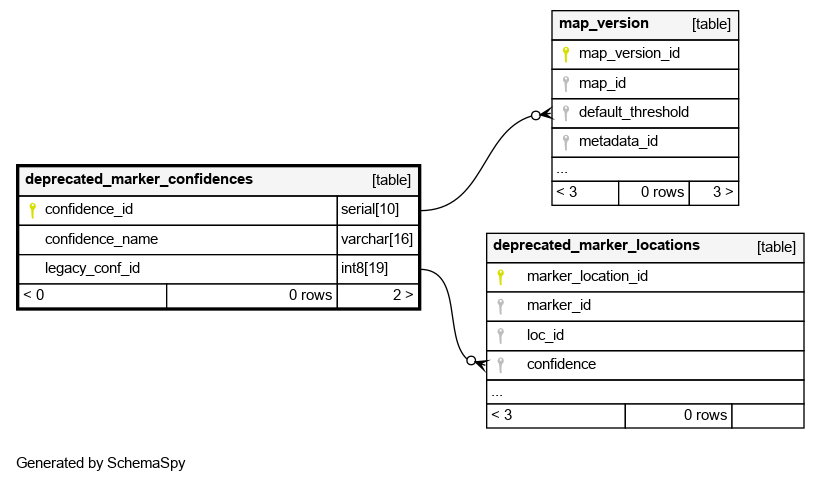 map_version [table]
map_version_id
map_id
default_threshold
metadata_id
...
< 3 0 rows 3 >
deprecated_marker_confidences [table]
confidence_id serial[10]
confidence_name varchar[16]
legacy_conf_id int8[19]
< 0 0 rows 2 >
deprecated_marker_locations [table]
marker_location_id
marker_id
loc_id
confidence
...
< 3 0 rows
Generated by SchemaSpy